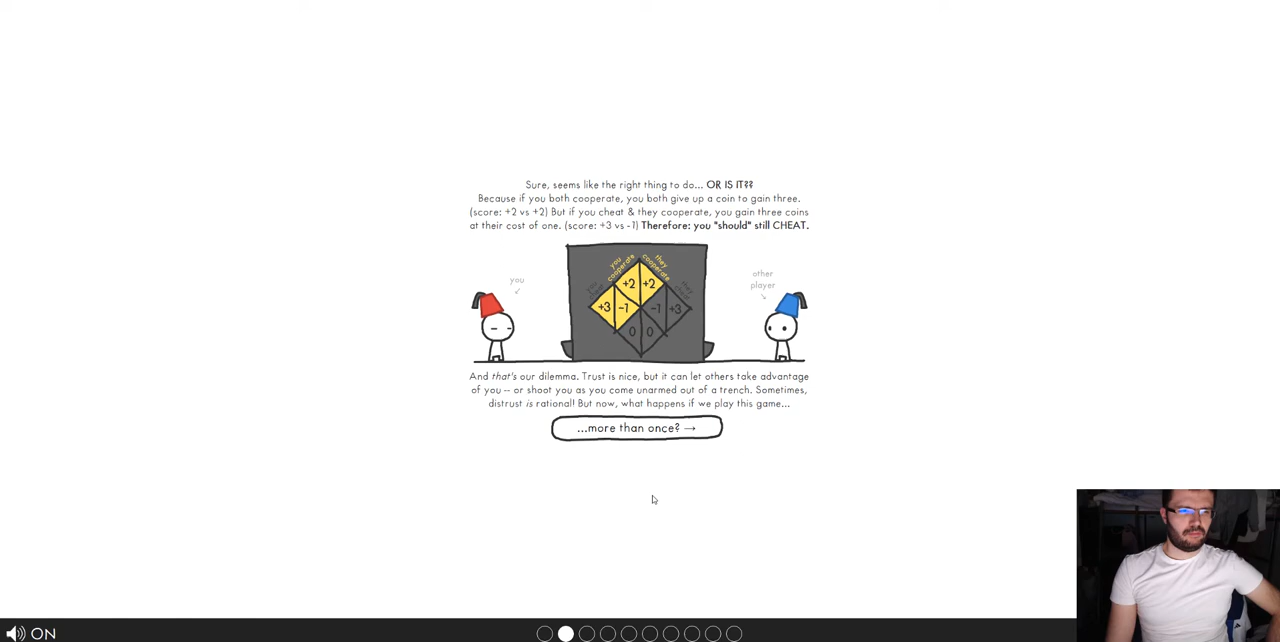 Sure, seems like the right thing to do... OR IS IT??
Because if you both cooperate, you both give up a coin to gain three.
(score: +2 vs +2) But if you cheat & they cooperate, you gain three coins
at their cost of one. (score: +3 vs -1) Therefore: you "should" still CHEAT.
you
cooperate
they
cooperate
you
cheat
they
cheat
you
other
player
+2 +2
+3 -1 -1 +3
0 0
And that's our dilemma. Trust is nice, but it can let others take advantage
of you -- or shoot you as you come unarmed out of a trench. Sometimes,
distrust is rational! But now, what happens if we play this game...
...more than once? →
ON